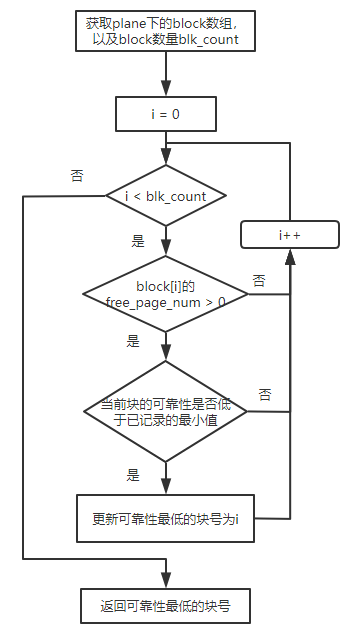 获取plane下的block数组，
以及block数量blk_count
i = 0
否
i < blk_count
是
i++
block[i]的
free_page_num > 0
否
是
当前块的可靠性是否低
于已记录的最小值
否
是
更新可靠性最低的块号为i
返回可靠性最低的块号